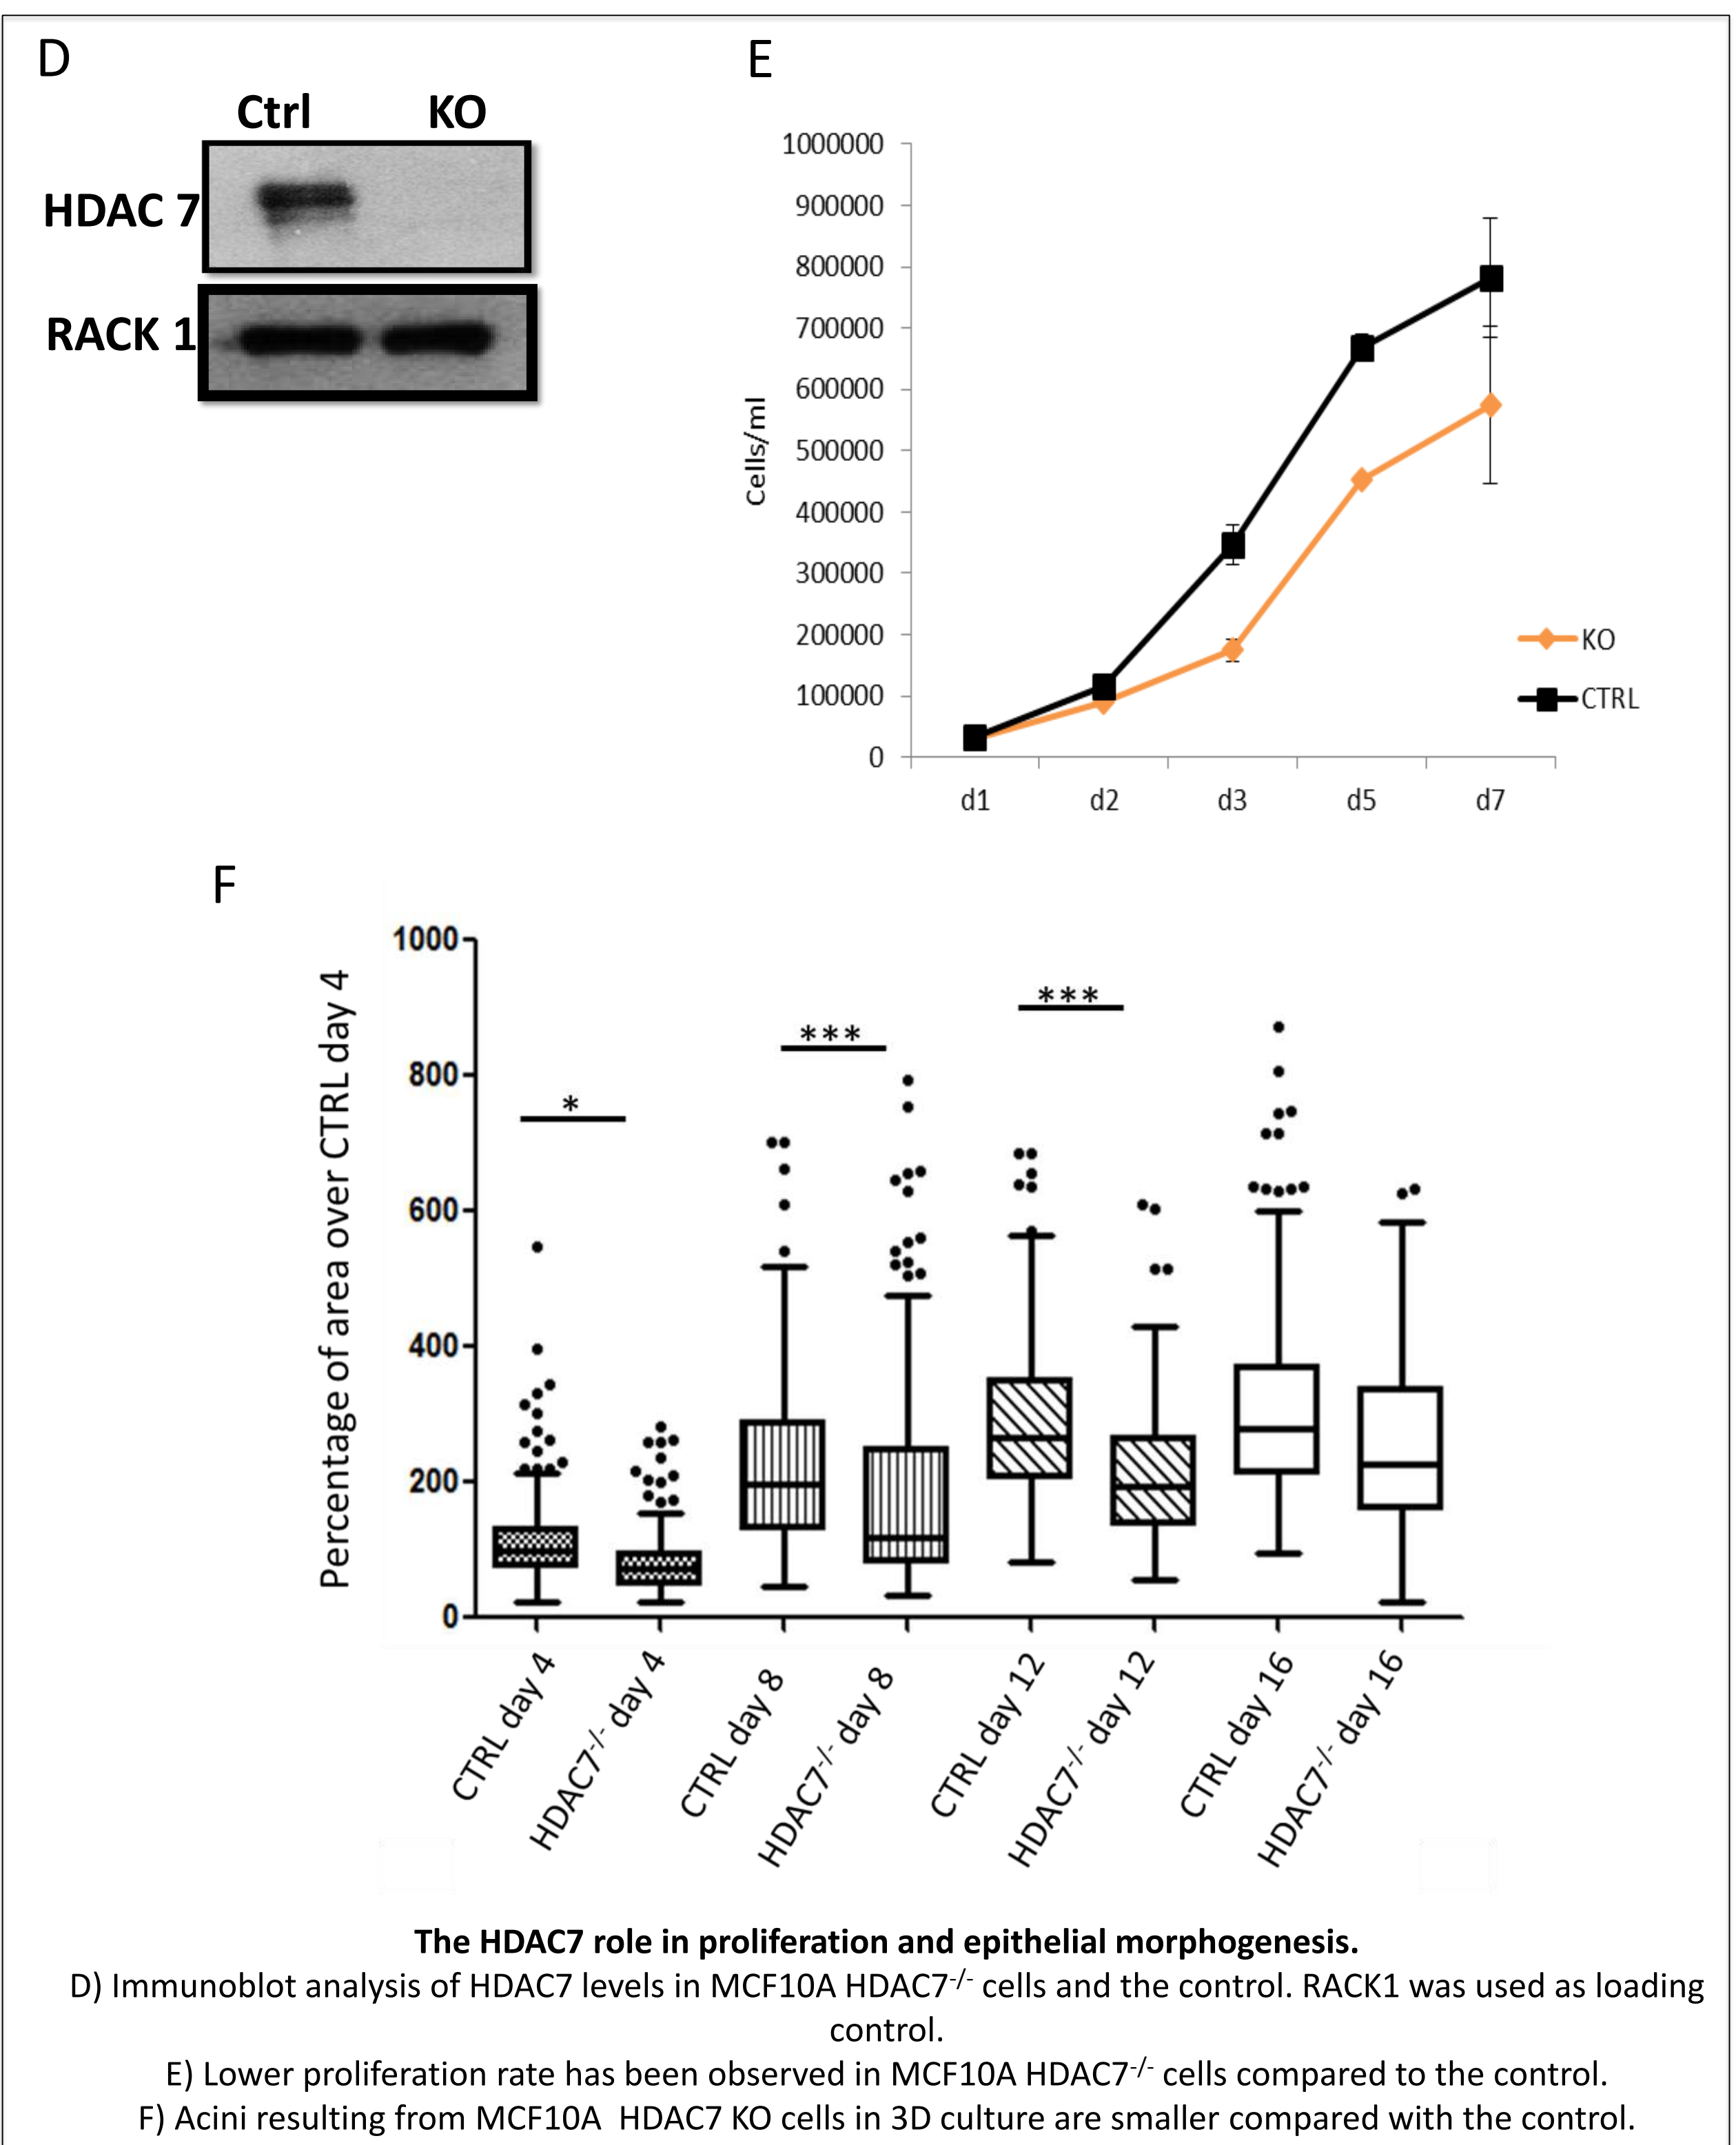 D
Ctrl KO
HDAC 7
RACK 1
E
1000000
900000
800000
700000
600000
500000
400000
300000
200000
100000
0
Cells/ml
d1 d2 d3 d5 d7
KO
CTRL
F
1000
800
600
400
200
0
Percentage of area over CTRL day 4
*
***
***
CTRL day 4
HDAC7-/- day 4
CTRL day 8
HDAC7-/- day 8
CTRL day 12
HDAC7-/- day 12
CTRL day 16
HDAC7-/- day 16
The HDAC7 role in proliferation and epithelial morphogenesis.
D) Immunoblot analysis of HDAC7 levels in MCF10A HDAC7-/- cells and the control. RACK1 was used as loading
control.
E) Lower proliferation rate has been observed in MCF10A HDAC7-/- cells compared to the control.
F) Acini resulting from MCF10A HDAC7 KO cells in 3D culture are smaller compared with the control.